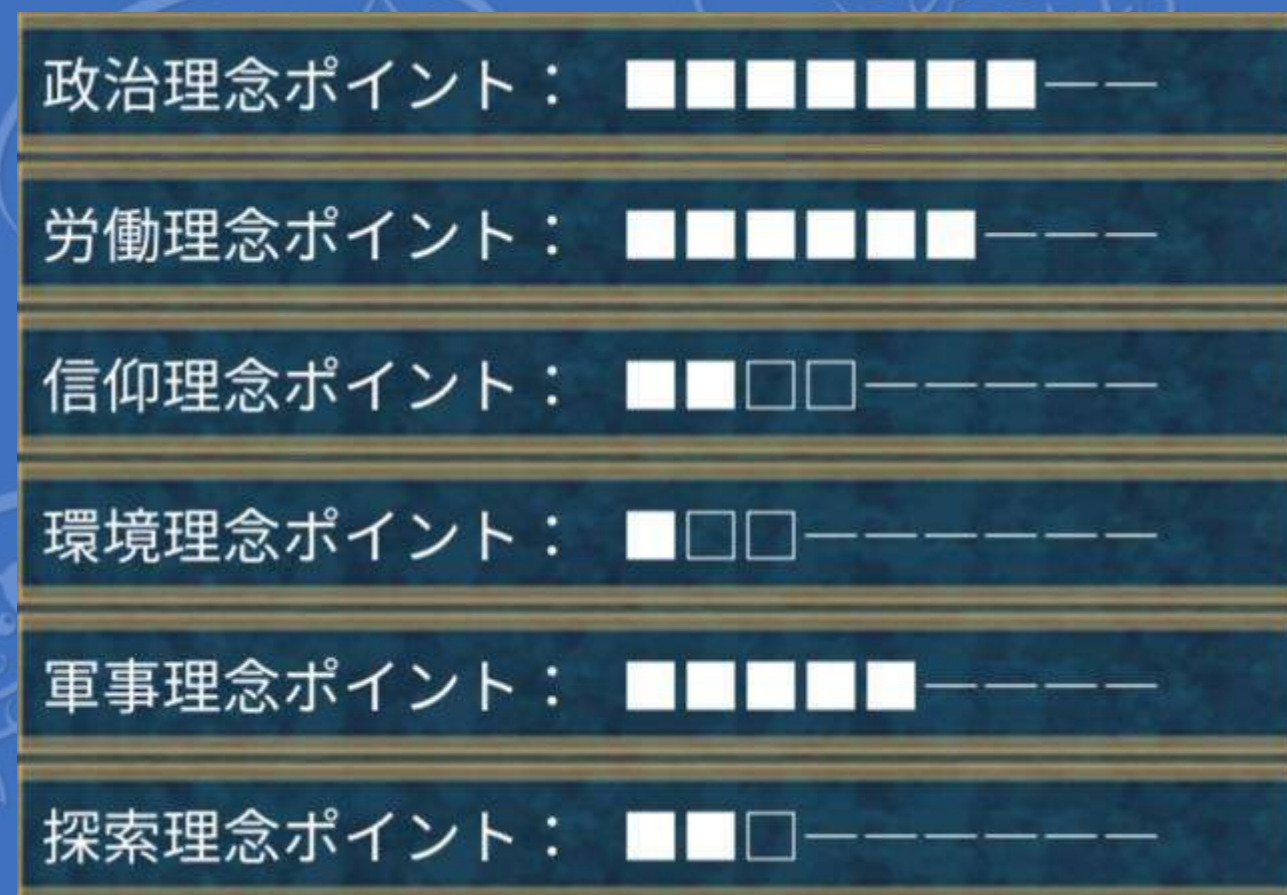 政治理念ポイント： ■■■■■■■――
労働理念ポイント： ■■■■■■―――
信仰理念ポイント： ■■□□―――――
環境理念ポイント： ■□□――――――
軍事理念ポイント： ■■■■■――――
探索理念ポイント： ■■□――――――